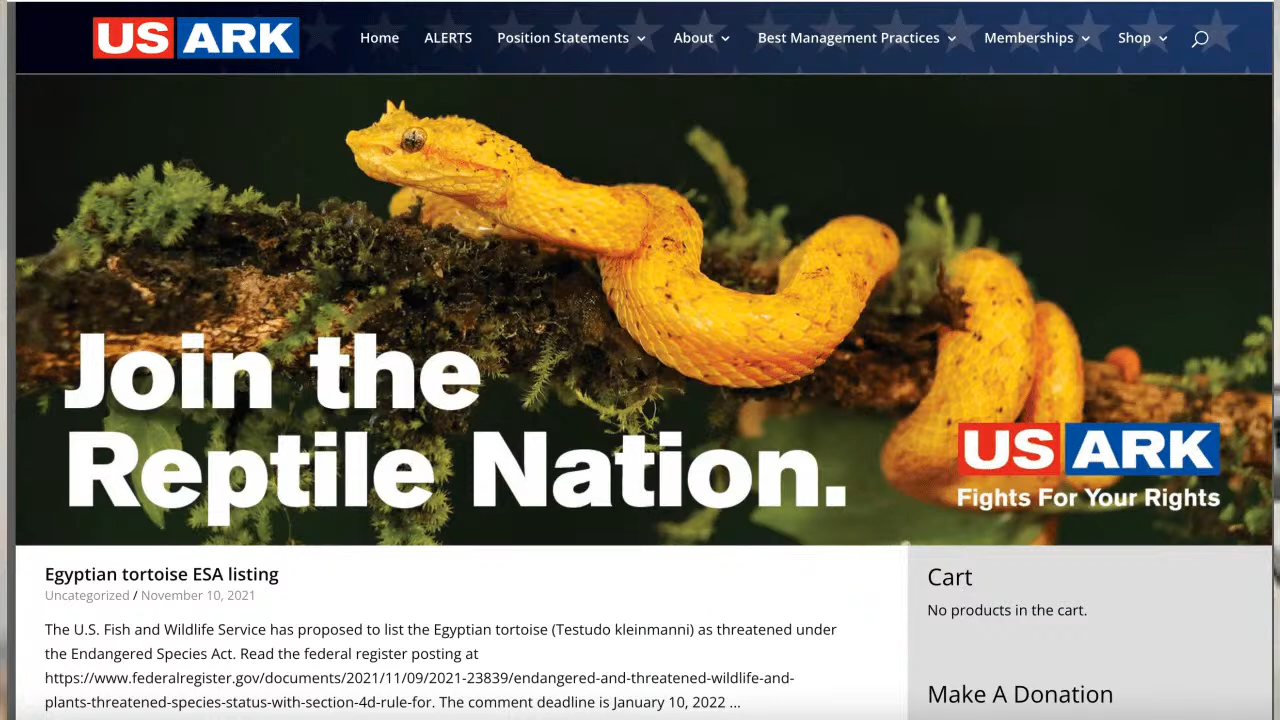 US ARK
Home ALERTS Position Statements About Best Management Practices Memberships Shop
Join the
Reptile Nation.
US ARK
Fights For Your Rights
Egyptian tortoise ESA listing
Uncategorized / November 10, 2021
The U.S. Fish and Wildlife Service has proposed to list the Egyptian tortoise (Testudo kleinmanni) as threatened under
the Endangered Species Act. Read the federal register posting at
https://www.federalregister.gov/documents/2021/11/09/2021-23839/endangered-and-threatened-wildlife-and-
plants-threatened-species-status-with-section-4d-rule-for. The comment deadline is January 10, 2022 ...
Cart
No products in the cart.
Make A Donation